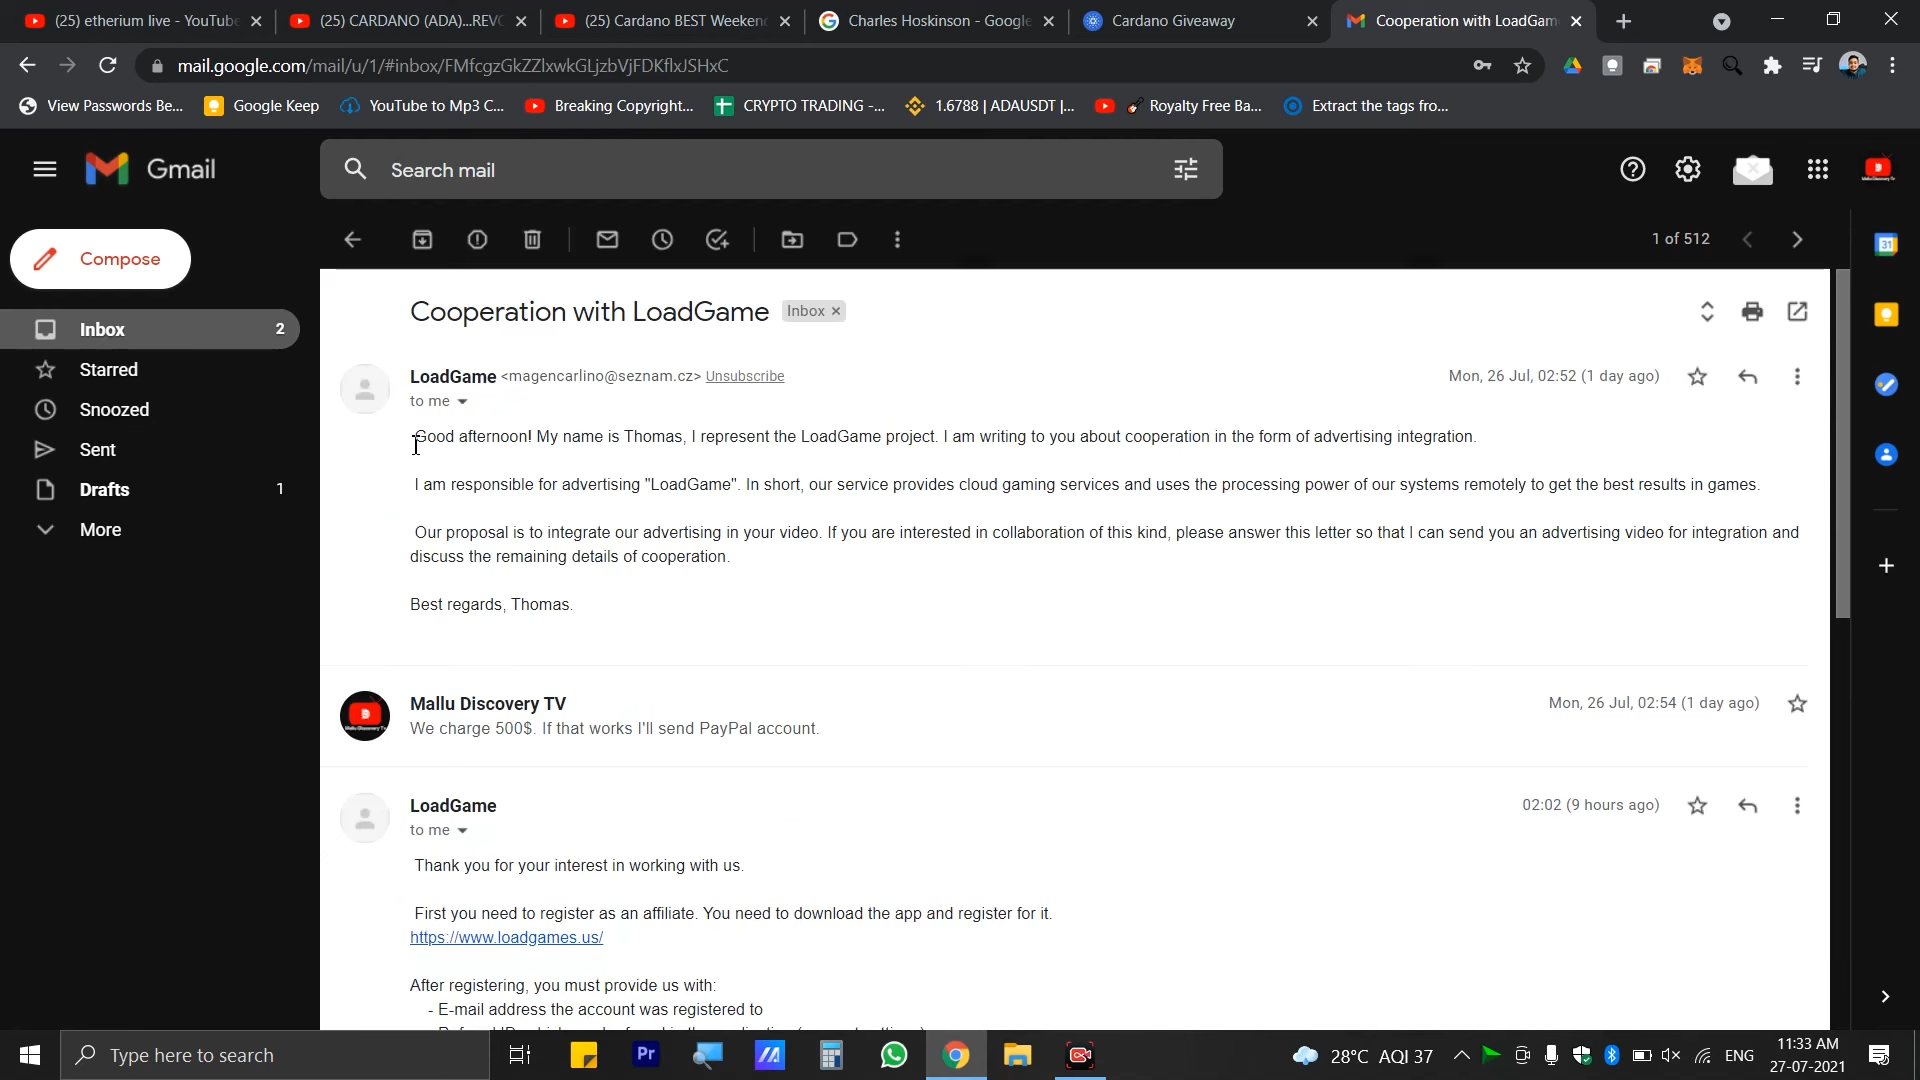 (25) etherium live - YouTube
(25) CARDANO (ADA)...REVO
(25) Cardano BEST Weekend
Charles Hoskinson - Google
Cardano Giveaway
Cooperation with LoadGam
mail.google.com/mail/u/1/#inbox/FMfcgzGkZZlxwkGLjzbVjFDKflxJSHxC
View Passwords Be...
Google Keep
YouTube to Mp3 C...
Breaking Copyright...
CRYPTO TRADING -...
1.6788 | ADAUSDT |...
Royalty Free Ba...
Extract the tags fro...
Gmail
Search mail
Compose
1 of 512
Inbox 2
Starred
Snoozed
Sent
Drafts 1
More
Cooperation with LoadGame Inbox ×
LoadGame <magencarlino@seznam.cz> Unsubscribe
Mon, 26 Jul, 02:52 (1 day ago)
to me
Good afternoon! My name is Thomas, I represent the LoadGame project. I am writing to you about cooperation in the form of advertising integration.
I am responsible for advertising "LoadGame". In short, our service provides cloud gaming services and uses the processing power of our systems remotely to get the best results in games.
Our proposal is to integrate our advertising in your video. If you are interested in collaboration of this kind, please answer this letter so that I can send you an advertising video for integration and
discuss the remaining details of cooperation.
Best regards, Thomas.
Mallu Discovery TV
Mon, 26 Jul, 02:54 (1 day ago)
We charge 500$. If that works I'll send PayPal account.
LoadGame
02:02 (9 hours ago)
to me
Thank you for your interest in working with us.
First you need to register as an affiliate. You need to download the app and register for it.
https://www.loadgames.us/
After registering, you must provide us with:
- E-mail address the account was registered to
31
Type here to search
Pr
28°C AQI 37
ENG
11:33 AM
27-07-2021